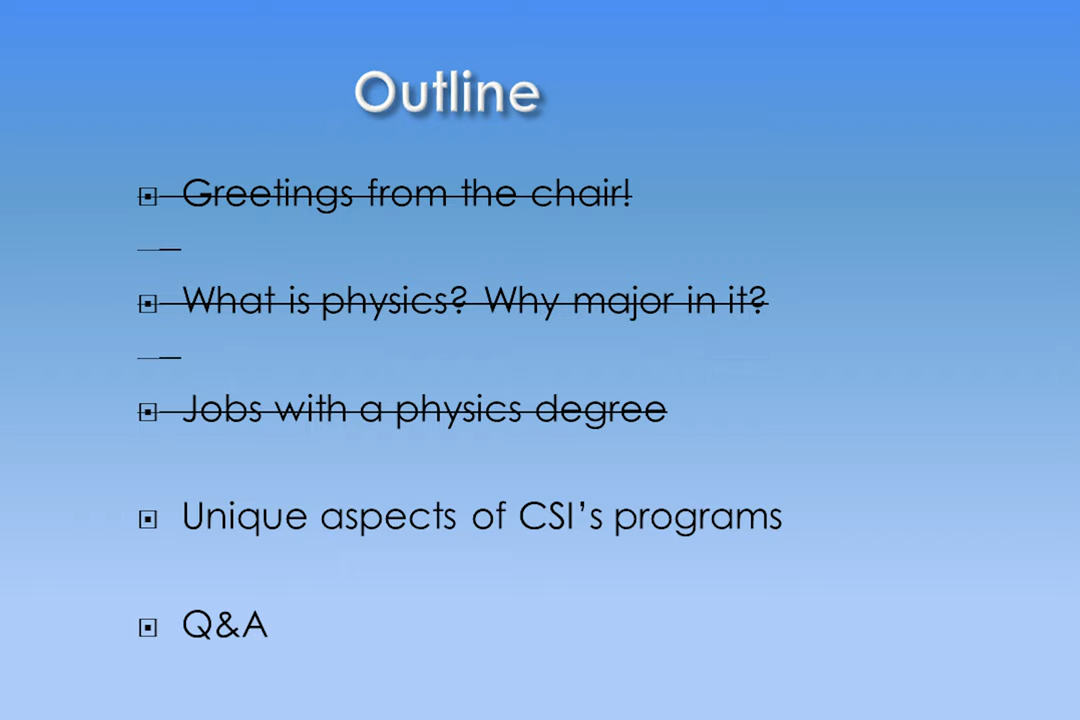 Outline
Greetings from the chair!
What is physics? Why major in it?
Jobs with a physics degree
Unique aspects of CSI’s programs
Q&A